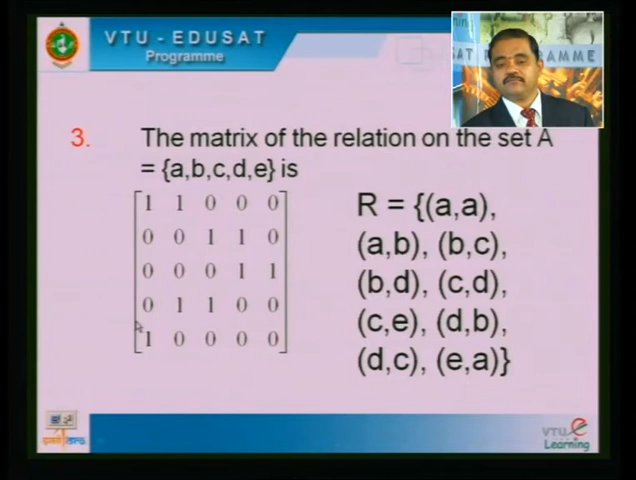 VTU - EDUSAT
Programme
3. The matrix of the relation on the set A
= {a,b,c,d,e} is
1 1 0 0 0
0 0 1 1 0
0 0 0 1 1
0 1 1 0 0
1 0 0 0 0
R = {(a,a),
(a,b), (b,c),
(b,d), (c,d),
(c,e), (d,b),
(d,c), (e,a)}
VTU e
Learning